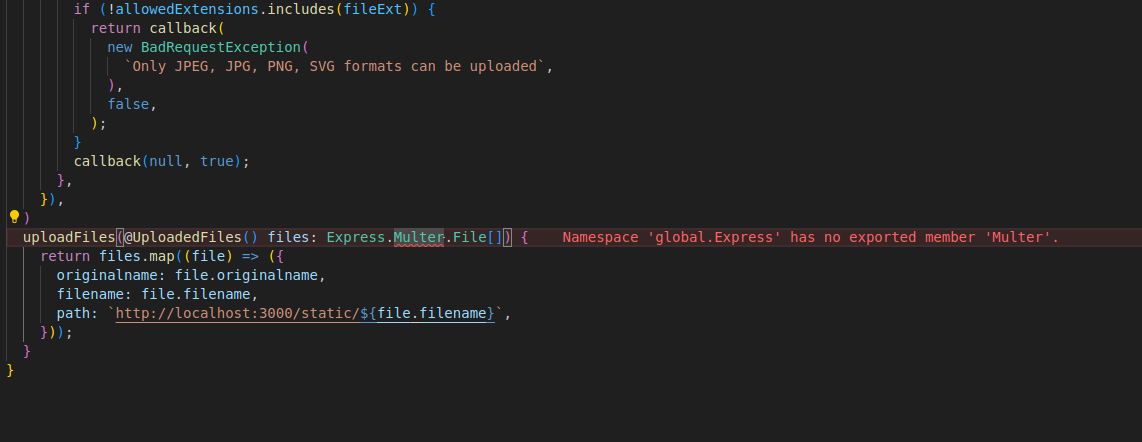 if (!allowedExtensions.includes(fileExt)) {
return callback(
new BadRequestException(
`Only JPEG, JPG, PNG, SVG formats can be uploaded`,
),
false,
);
}
callback(null, true);
},
}),
)
uploadFiles(@UploadedFiles() files: Express.Multer.File[]) { Namespace 'global.Express' has no exported member 'Multer'.
return files.map((file) => ({
originalname: file.originalname,
filename: file.filename,
path: `http://localhost:3000/static/${file.filename}`,
}));
}
}